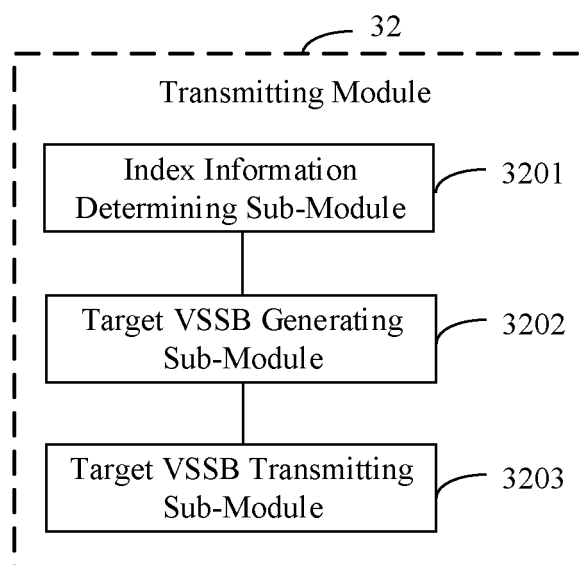 32
Transmitting Module
Index Information
Determining Sub-Module
3201
Target VSSB Generating
Sub-Module
3202
Target VSSB Transmitting
Sub-Module
3203